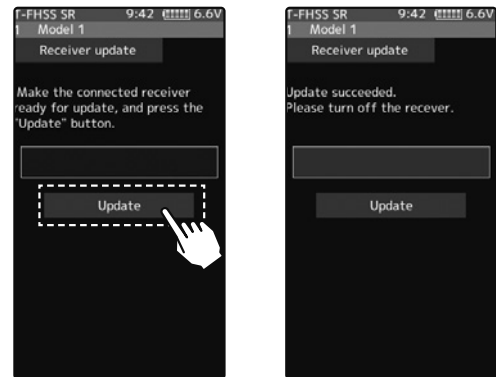 T-FHSS SR 9:42 6.6V
1 Model 1
Receiver update
Make the connected receiver
ready for update, and press the
"Update" button.
Update
T-FHSS SR 9:42 6.6V
1 Model 1
Receiver update
Update succeeded.
Please turn off the recever.
Update